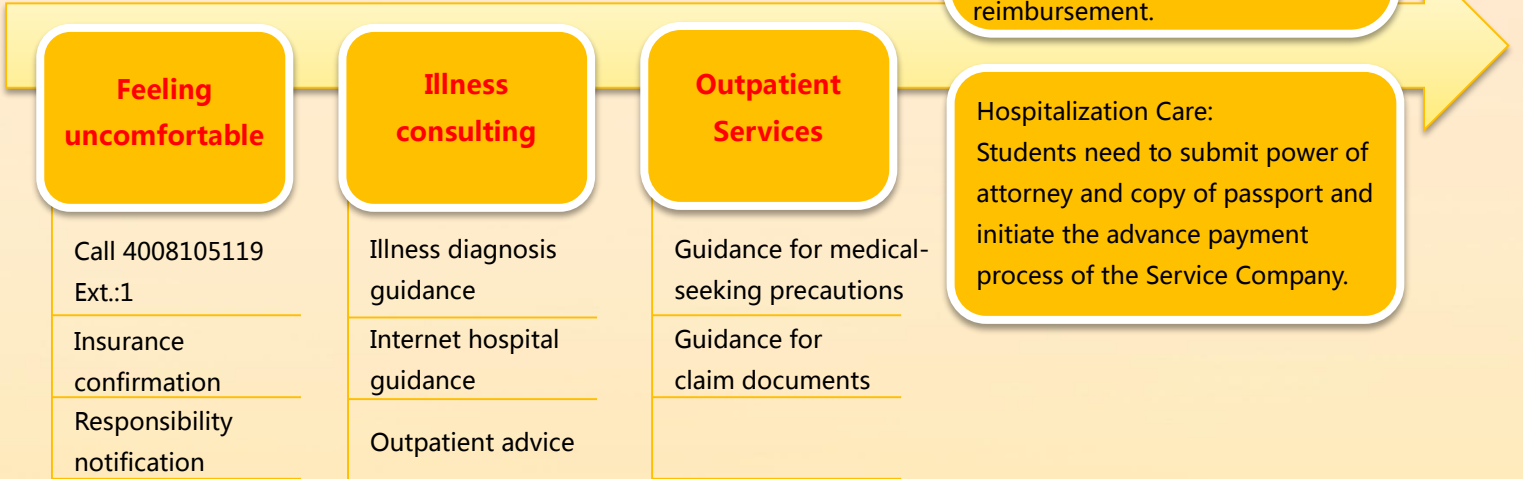 reimbursement.
Feeling
uncomfortable
Call 4008105119
Ext.:1
Insurance
confirmation
Responsibility
notification
Illness
consulting
Illness diagnosis
guidance
Internet hospital
guidance
Outpatient advice
Outpatient
Services
Guidance for medical-
seeking precautions
Guidance for
claim documents
Hospitalization Care:
Students need to submit power of
attorney and copy of passport and
initiate the advance payment
process of the Service Company.